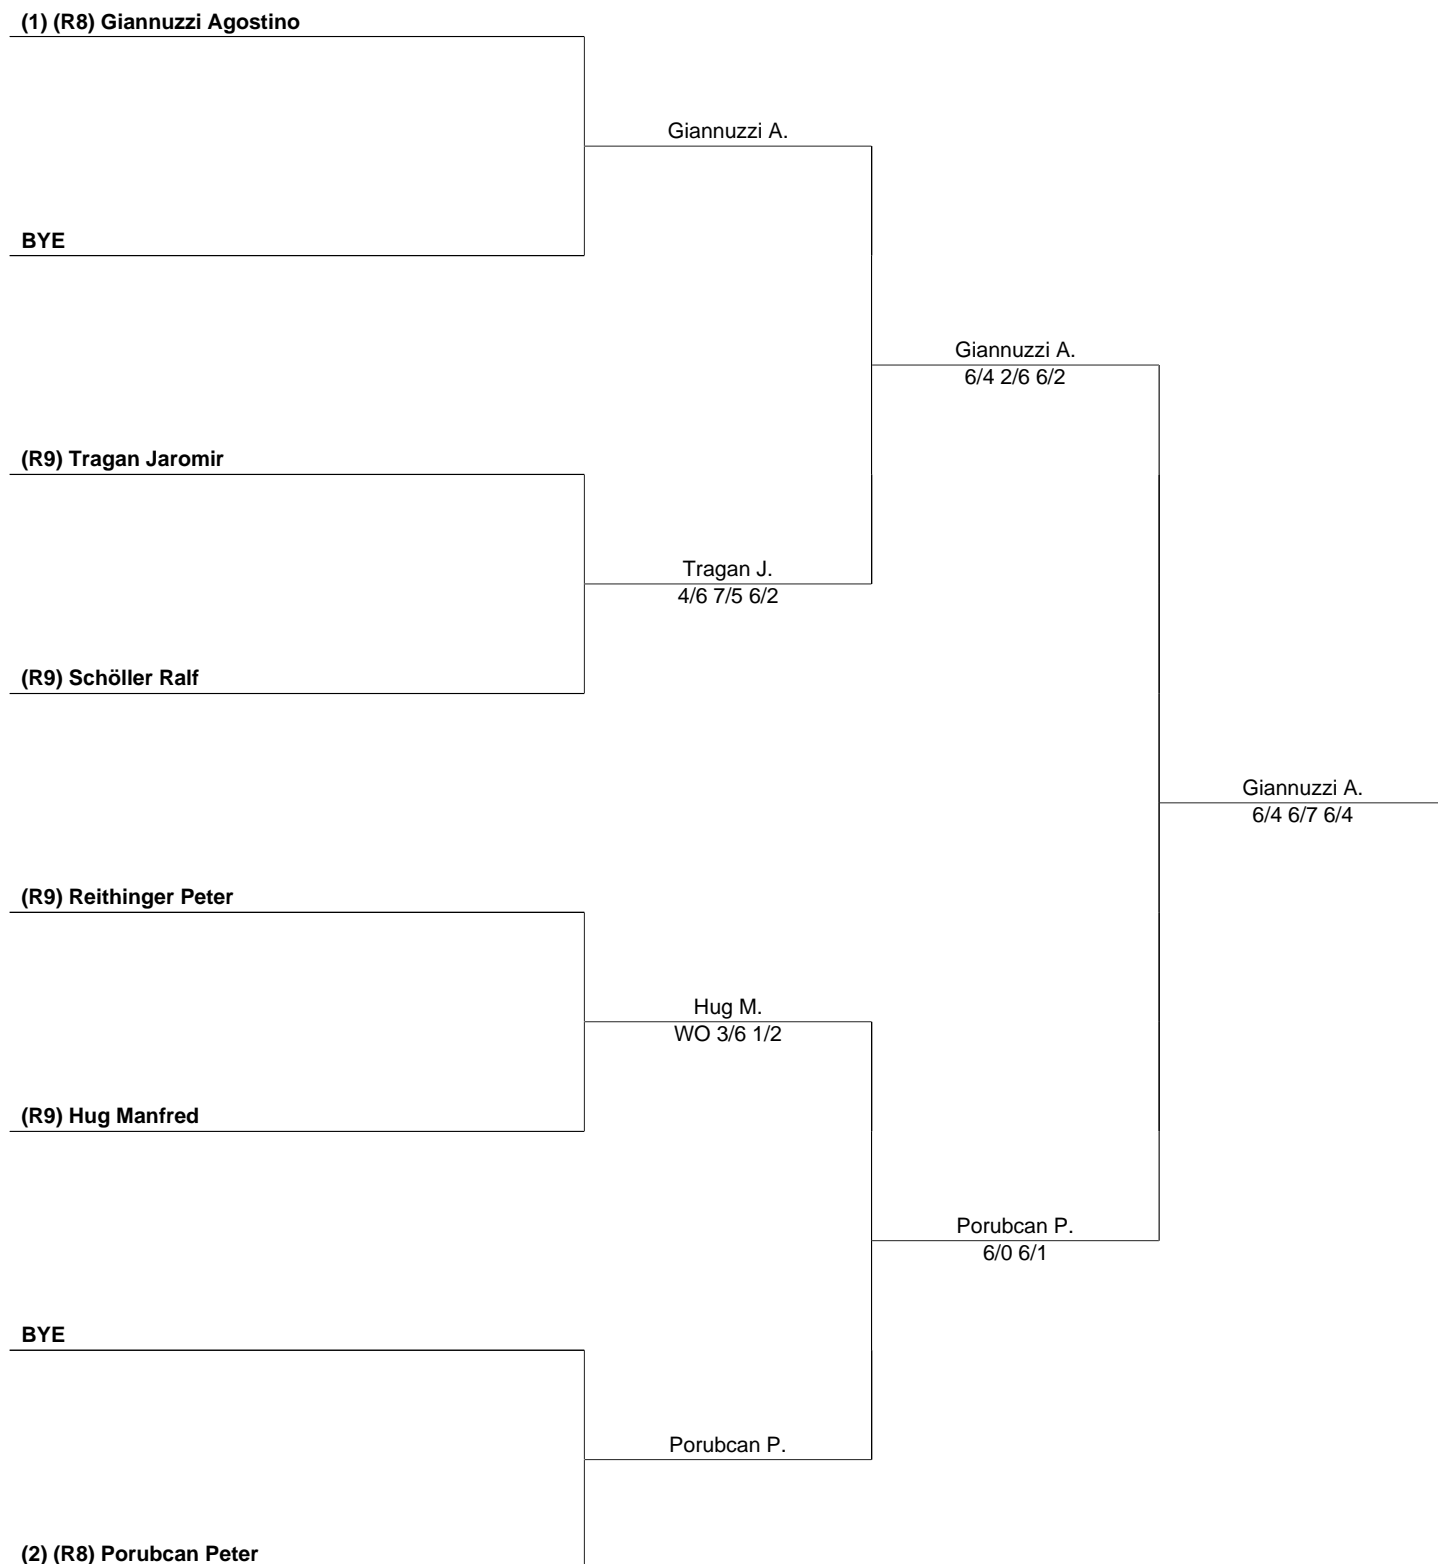 (1) (R8) Giannuzzi Agostino
Giannuzzi A.
BYE
Giannuzzi A.
6/4 2/6 6/2
(R9) Tragan Jaromir
Tragan J.
4/6 7/5 6/2
(R9) Schöller Ralf
Giannuzzi A.
6/4 6/7 6/4
(R9) Reithinger Peter
Hug M.
WO 3/6 1/2
(R9) Hug Manfred
Porubcan P.
6/0 6/1
BYE
Porubcan P.
(2) (R8) Porubcan Peter